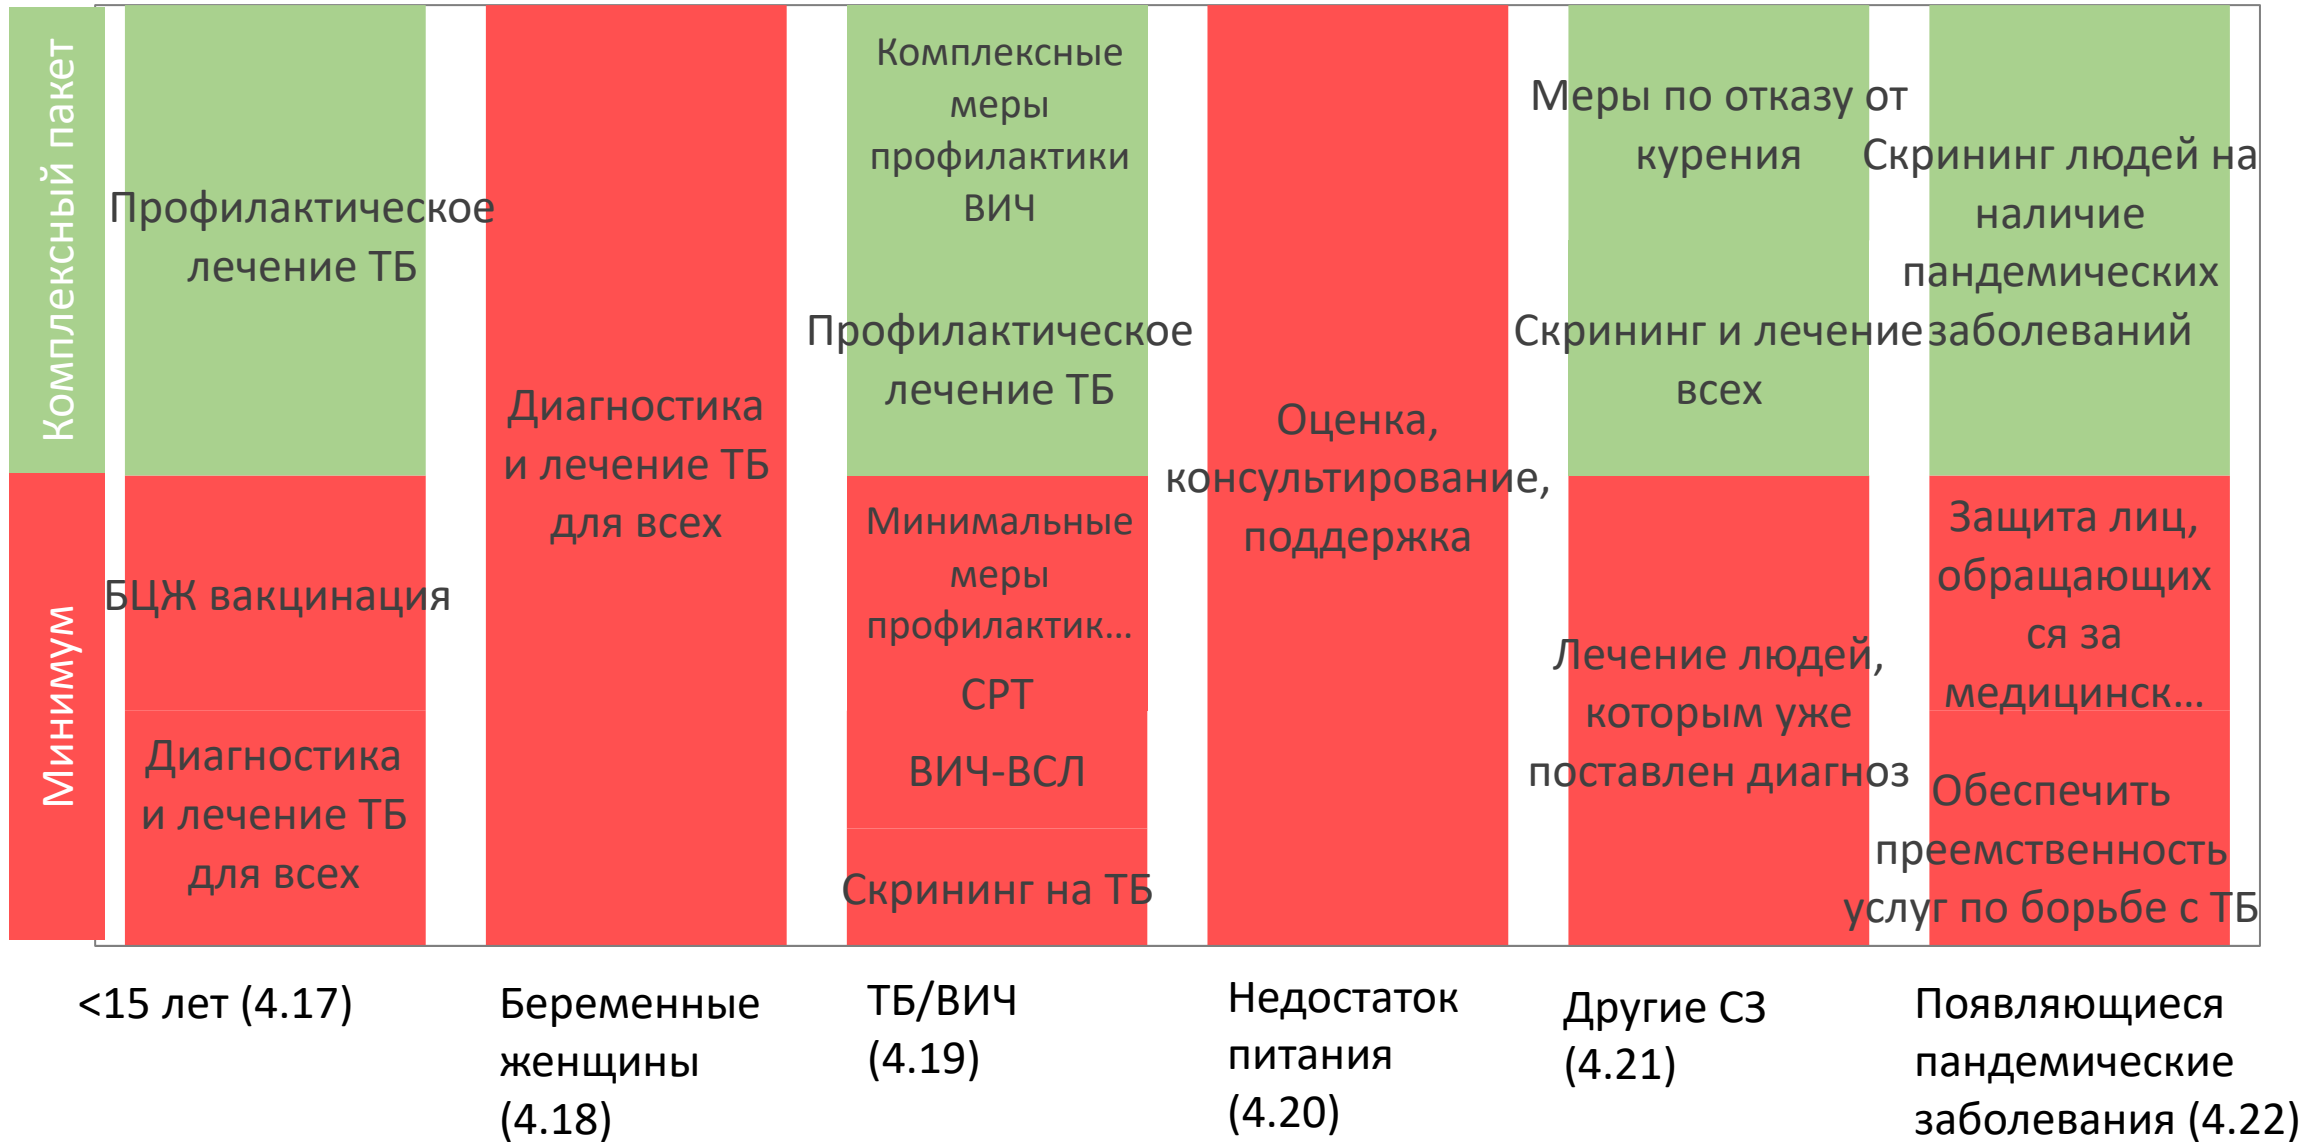 Комплексный пакет
Минимум
Профилактическое
лечение ТБ
БЦЖ вакцинация
Диагностика
и лечение ТБ
для всех
Диагностика
и лечение ТБ
для всех
Комплексные
меры
профилактики
ВИЧ
Профилактическое
лечение ТБ
Минимальные
меры
профилактик...
СРТ
ВИЧ-ВСЛ
Скрининг на ТБ
Оценка,
консультирование,
поддержка
Меры по отказу от
курения
Скрининг и лечение
всех
Лечение людей,
которым уже
поставлен диагноз
Скрининг людей на
наличие
пандемических
заболеваний
Защита лиц,
обращающих
ся за
медицинск...
Обеспечить
преемственность
услуг по борьбе с ТБ
<15 лет (4.17)
Беременные
женщины
(4.18)
ТБ/ВИЧ
(4.19)
Недостаток
питания
(4.20)
Другие СЗ
(4.21)
Появляющиеся
пандемические
заболевания (4.22)